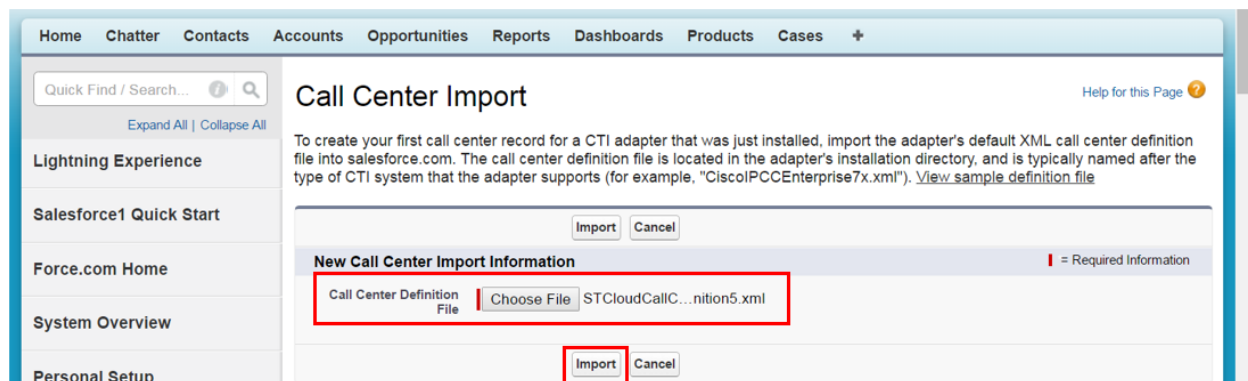 Home Chatter Contacts Accounts Opportunities Reports Dashboards Products Cases +
Quick Find / Search...
Expand All | Collapse All
Lightning Experience
Salesforce1 Quick Start
Force.com Home
System Overview
Personal Setup
Call Center Import
Help for this Page ?
To create your first call center record for a CTI adapter that was just installed, import the adapter's default XML call center definition
file into salesforce.com. The call center definition file is located in the adapter's installation directory, and is typically named after the
type of CTI system that the adapter supports (for example, "CiscoIPCCEnterprise7x.xml"). View sample definition file
Import Cancel
New Call Center Import Information
= Required Information
Call Center Definition
File
Choose File STCloudCallC...nition5.xml
Import Cancel